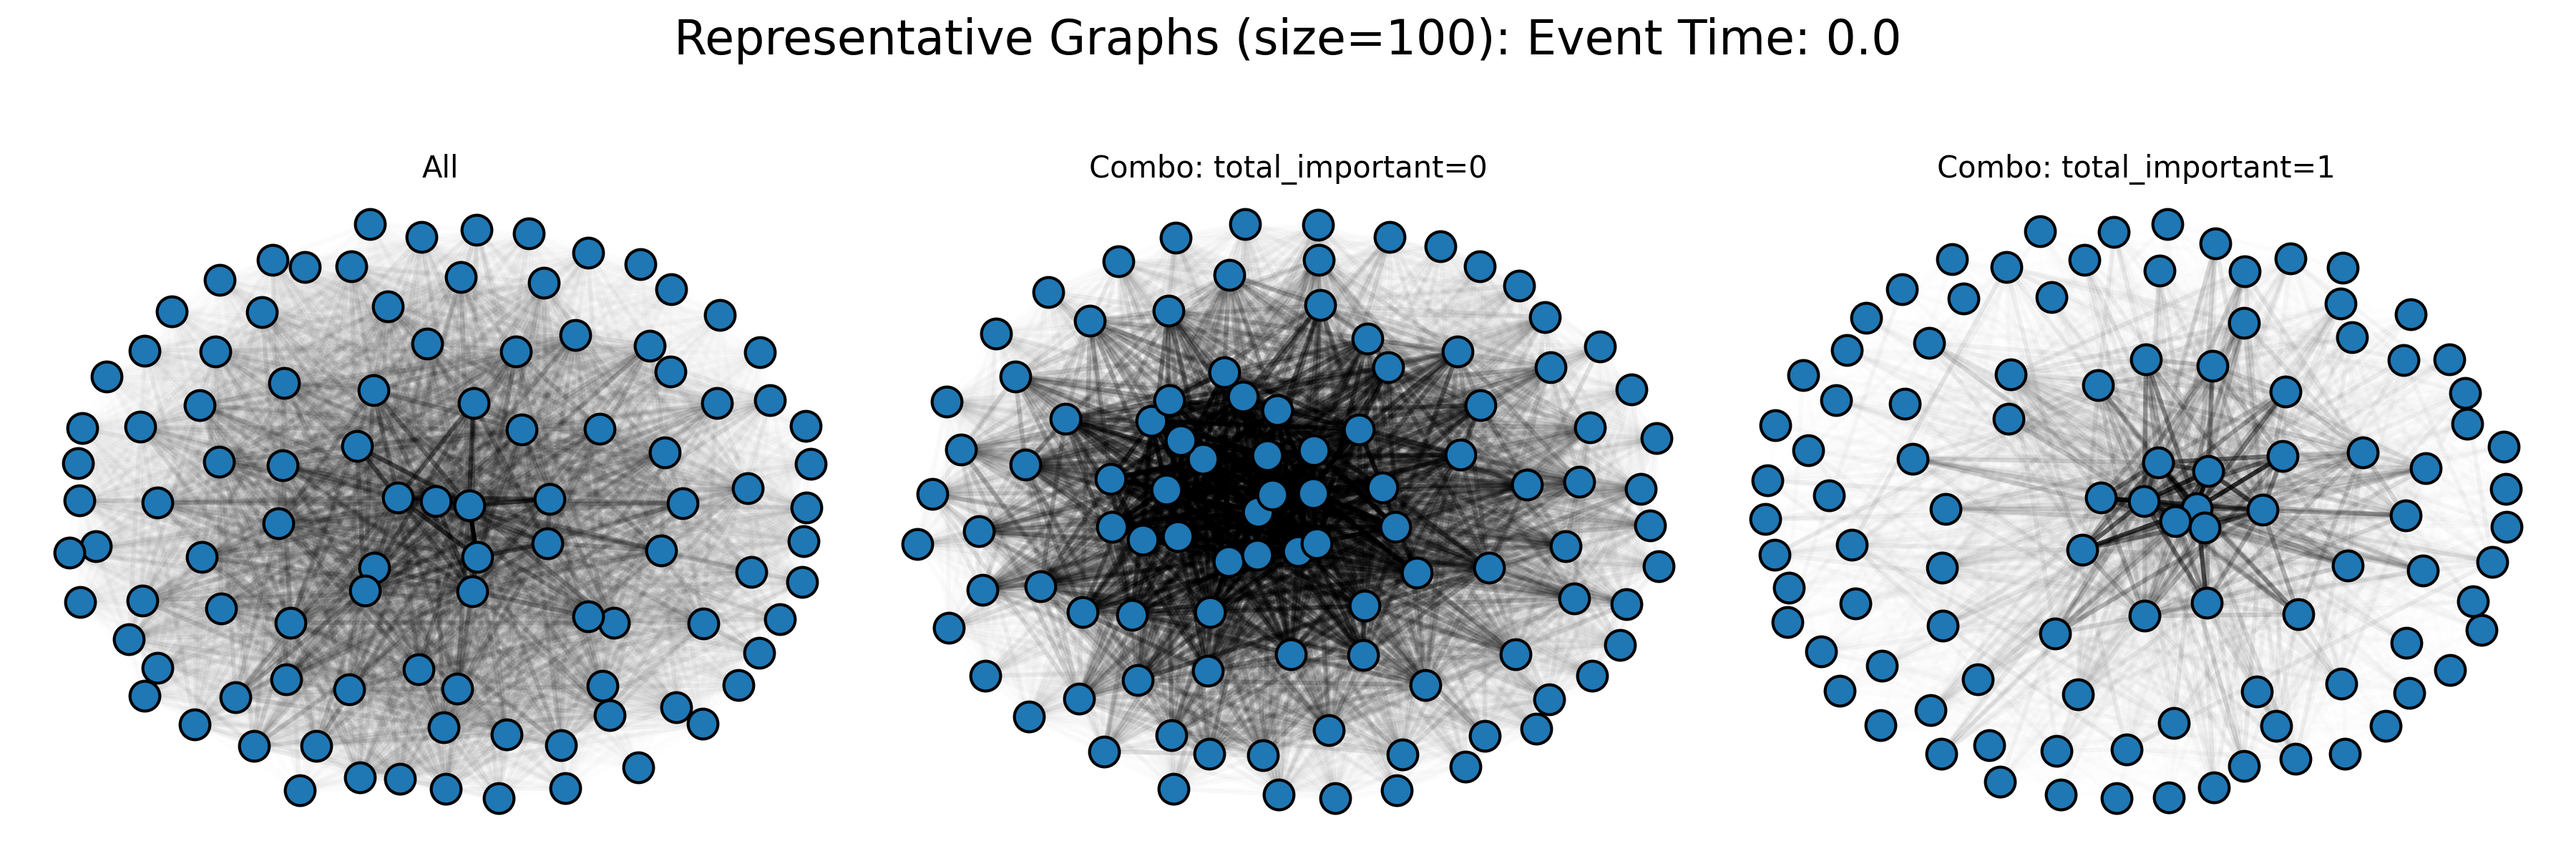 Representative Graphs (size=100): Event Time: 0.0
All
Combo: total_important=0
Combo: total_important=1